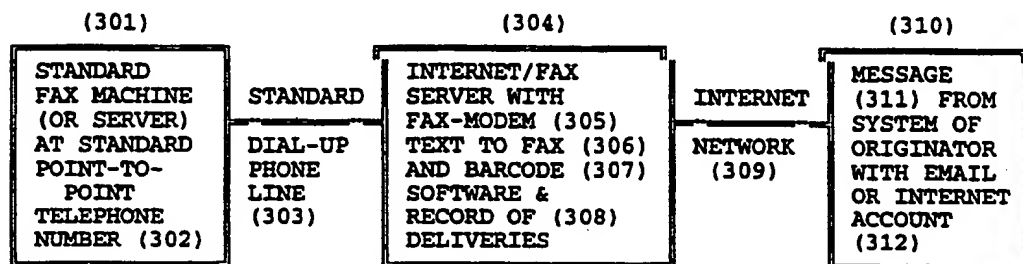 (301)
(304)
(310)
STANDARD
FAX MACHINE
(OR SERVER)
AT STANDARD
POINT-TO-
POINT
TELEPHONE
NUMBER (302)
STANDARD
DIAL-UP
PHONE
LINE
(303)
INTERNET/FAX
SERVER WITH
FAX-MODEM (305)
TEXT TO FAX (306)
AND BARCODE (307)
SOFTWARE &
RECORD OF (308)
DELIVERIES
INTERNET
NETWORK
(309)
MESSAGE
(311) FROM
SYSTEM OF
ORIGINATOR
WITH EMAIL
OR INTERNET
ACCOUNT
(312)